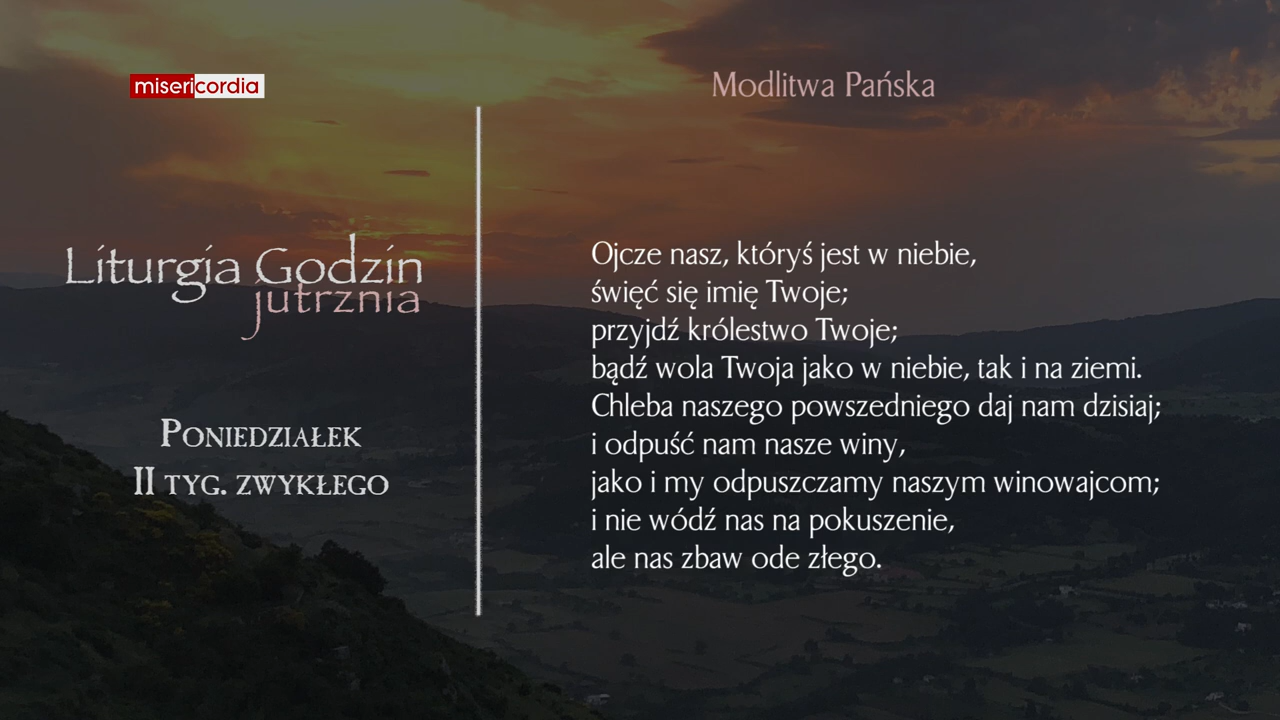 misericordia
Liturgia Godzin
jutrznia
Poniedziałek
II tyg. zwykłego
Modlitwa Pańska
Ojcze nasz, któryś jest w niebie,
święć się imię Twoje;
przyjdź królestwo Twoje;
bądź wola Twoja jako w niebie, tak i na ziemi.
Chleba naszego powszedniego daj nam dzisiaj;
i odpuść nam nasze winy,
jako i my odpuszczamy naszym winowajcom;
i nie wódź nas na pokuszenie,
ale nas zbaw ode złego.